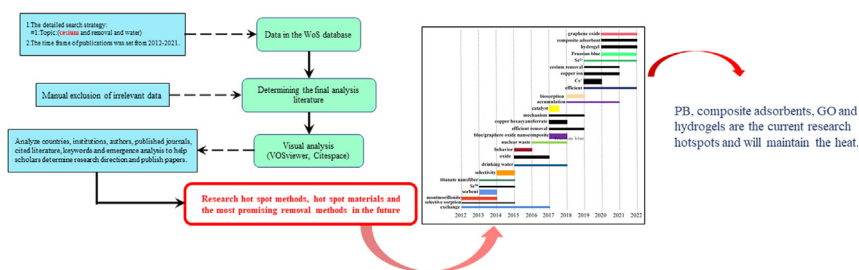 1.The detailed search strategy:
#1:Topic:(cesium and removal and water)
2.The time frame of publications was set from 2012-2021.
Data in the WoS database
Manual exclusion of irrelevant data
Determining the final analysis
literature
Analyze countries, institutions, authors, published journals,
cited literature, keywords and emergence analysis to help
scholars determine research direction and publish papers.
Visual analysis
(VOSviewer, Citespace)
Research hot spot methods, hot spot materials and
the most promising removal methods in the future
graphene oxide
composite adsorbent
hydrogel
Prussian blue
cesium removal
copper ion
efficient
biosorption
accumulation
catalyst
mechanism
copper hexacyanoferrate
efficient removal
blue/graphene oxide nanocomposite
nuclear waste
behavior
oxide
drinking water
selectivity
titanate nanofiber
sorbent
montmorillonite
selective sorption
exchange
2012 2013 2014 2015 2016 2017 2018 2019 2020 2021 2022
PB, composite adsorbents, GO and
hydrogels are the current research
hotspots and will maintain the heat.